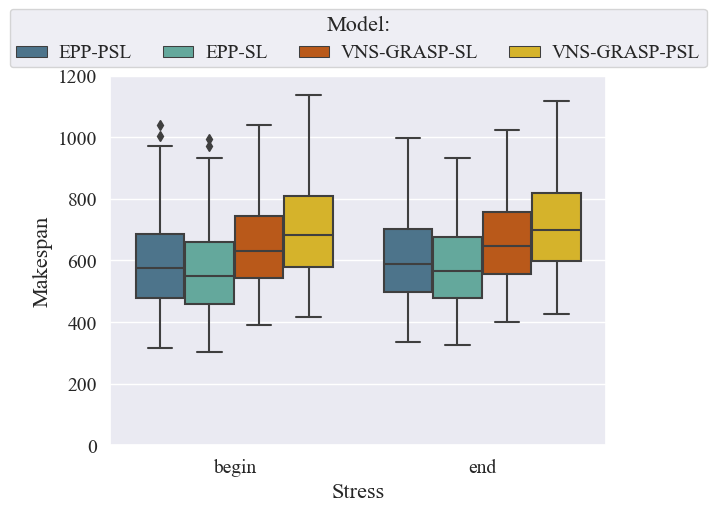 Model:
EPP-PSL EPP-SL VNS-GRASP-SL VNS-GRASP-PSL
1200
1000
800
600
400
200
0
Makespan
begin end
Stress